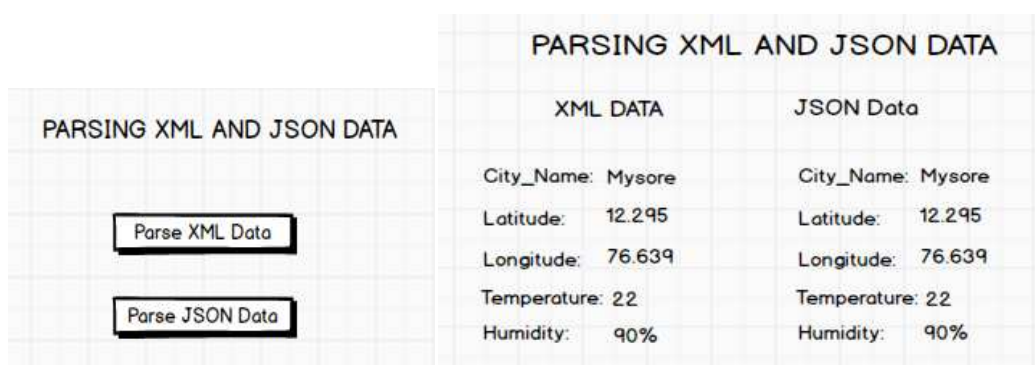 PARSING XML AND JSON DATA
Parse XML Data
Parse JSON Data
PARSING XML AND JSON DATA
XML DATA
City_Name: Mysore
Latitude: 12.295
Longitude: 76.639
Temperature: 22
Humidity: 90%
JSON Data
City_Name: Mysore
Latitude: 12.295
Longitude: 76.639
Temperature: 22
Humidity: 90%